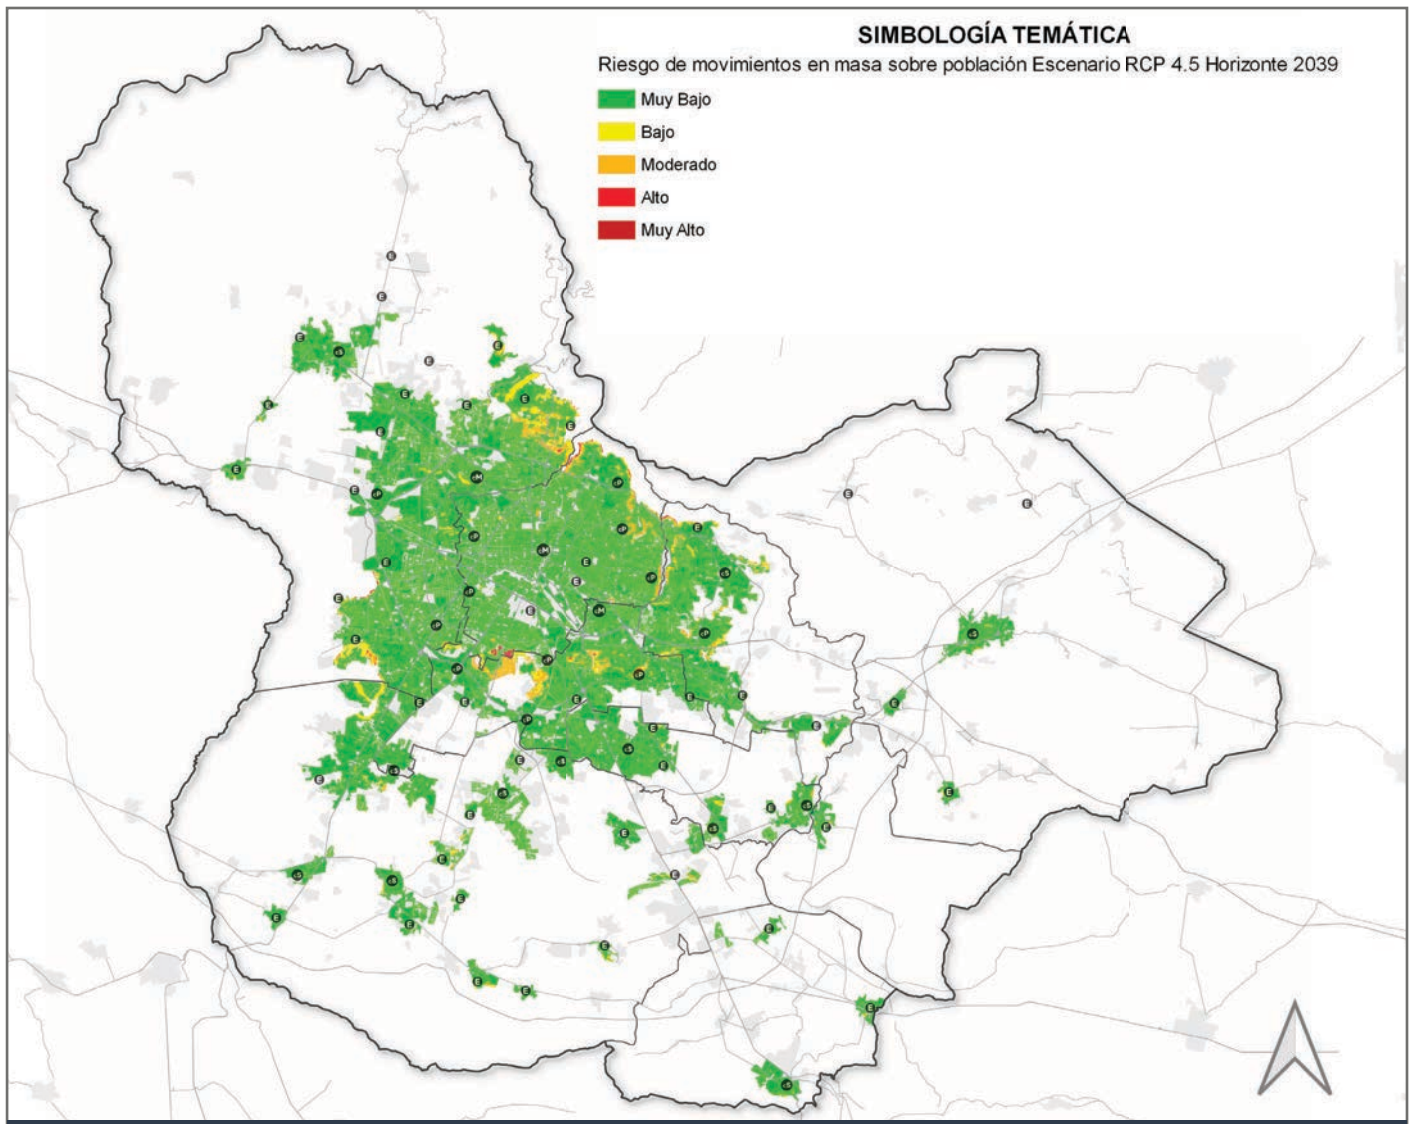 SIMBOLOGÍA TEMÁTICA
Riesgo de movimientos en masa sobre población Escenario RCP 4.5 Horizonte 2039
Muy Bajo
Bajo
Moderado
Alto
Muy Alto